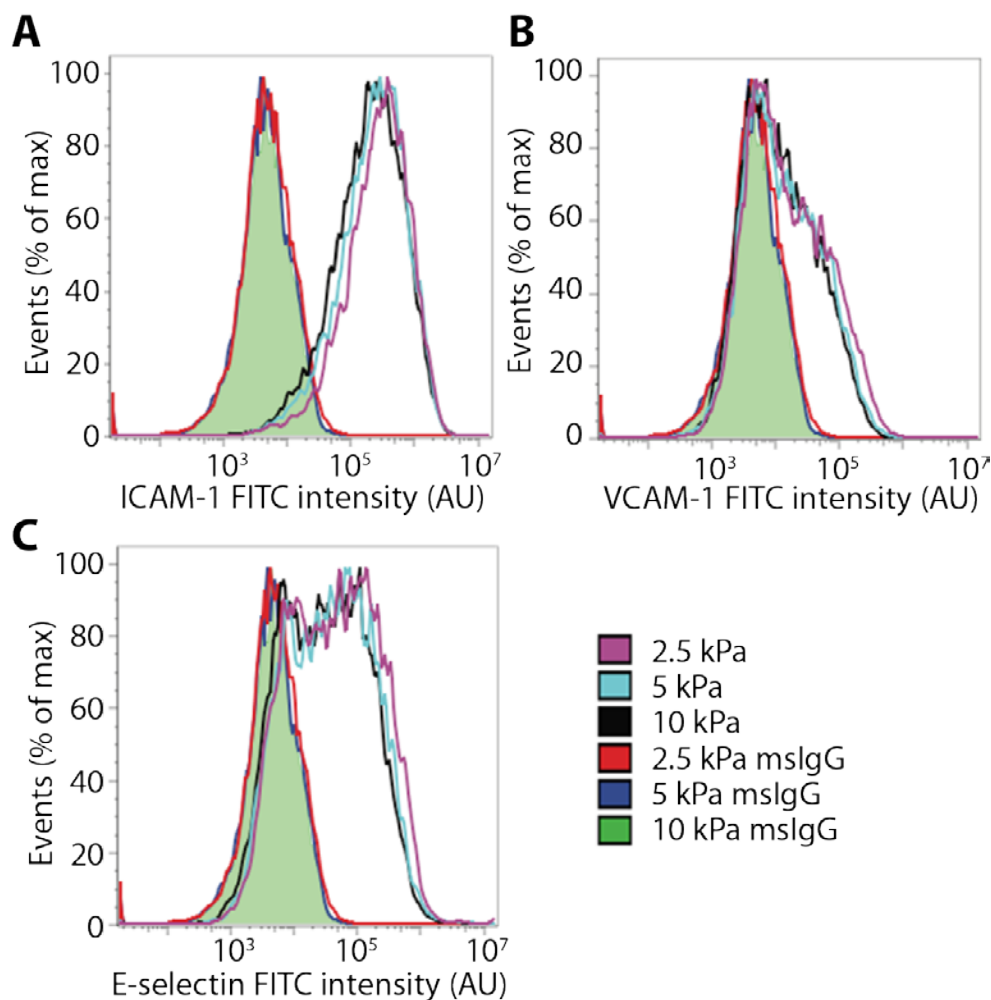 A
Events (% of max)
100
80
60
40
20
0
10³ 10⁵ 10⁷
ICAM-1 FITC intensity (AU)
B
Events (% of max)
100
80
60
40
20
0
10³ 10⁵ 10⁷
VCAM-1 FITC intensity (AU)
C
Events (% of max)
100
80
60
40
20
0
10³ 10⁵ 10⁷
E-selectin FITC intensity (AU)
2.5 kPa
5 kPa
10 kPa
2.5 kPa msIgG
5 kPa msIgG
10 kPa msIgG